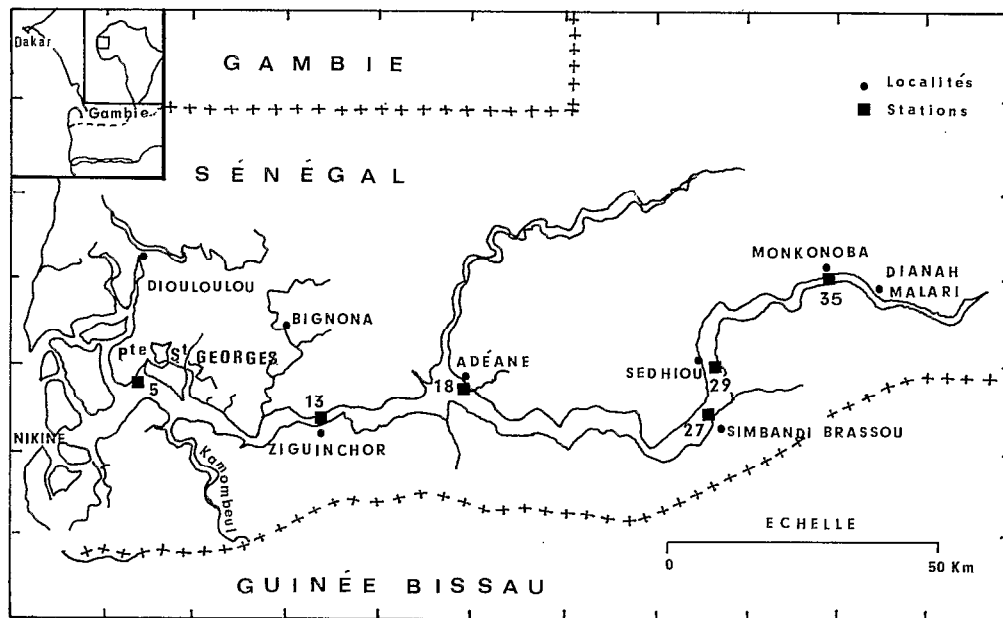 Dakar
Gambie
GAMBIE
Localités
Stations
SÉNÉGAL
DIOULOULOU
BIGNONA
Pte St GEORGES
5
NIKINE
Kamombeul
13
ZIGUINCHOR
ADÉANE
18
MONKONOBA
35
DIANAH
MALARI
SEDHIOU
29
27
SIMBANDI BRASSOU
ECHELLE
0 50 Km
GUINÉE BISSAU